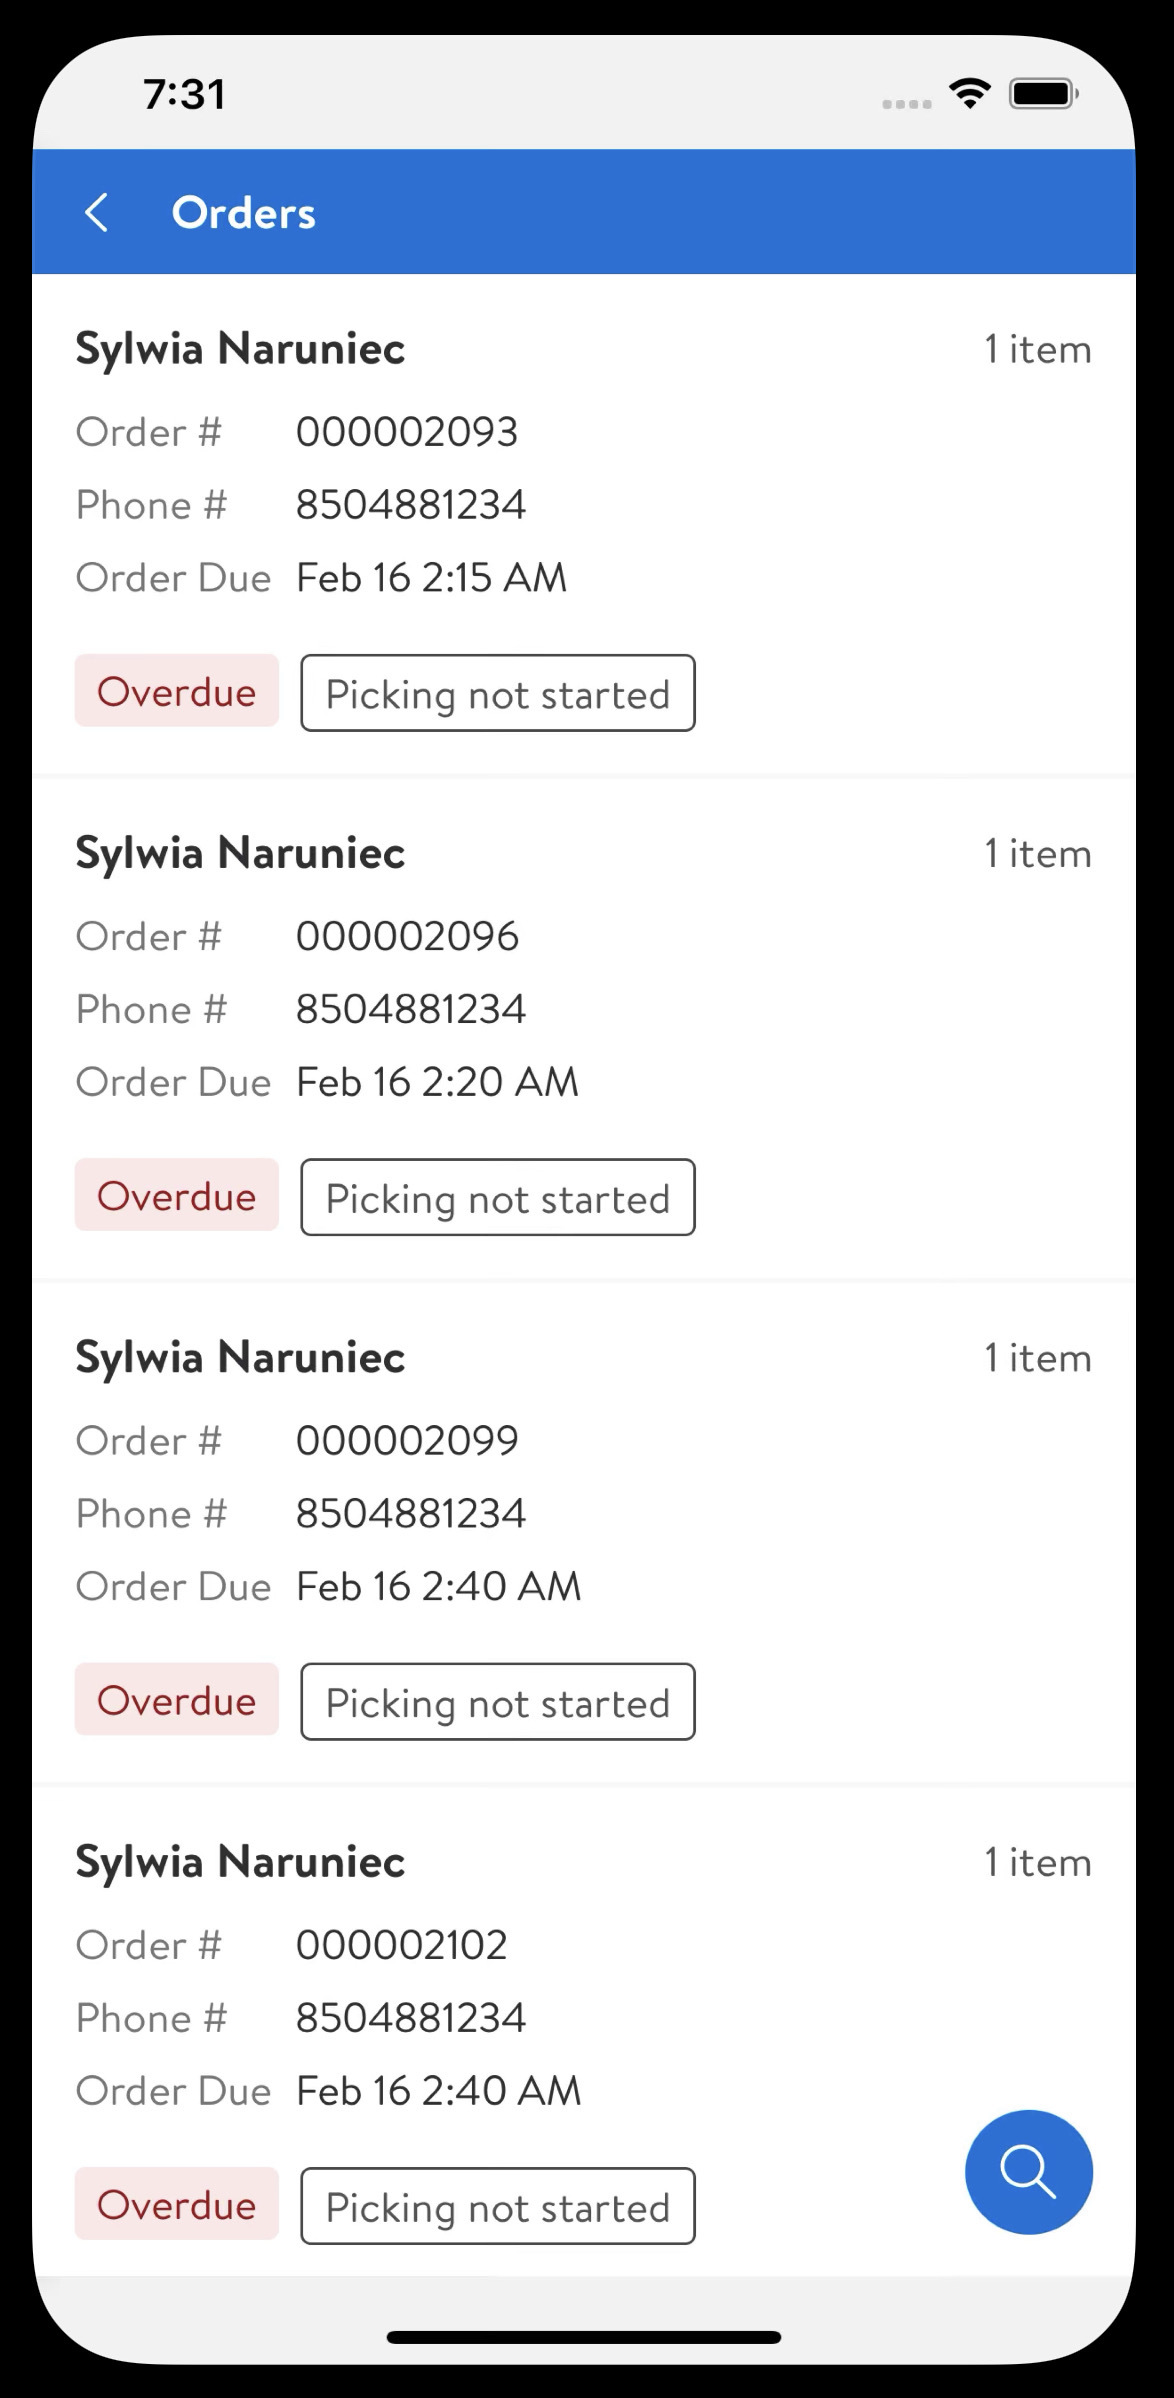 7:31
Orders
Sylwia Naruniec 1 item
Order # 000002093
Phone # 8504881234
Order Due Feb 16 2:15 AM
Overdue Picking not started
Sylwia Naruniec 1 item
Order # 000002096
Phone # 8504881234
Order Due Feb 16 2:20 AM
Overdue Picking not started
Sylwia Naruniec 1 item
Order # 000002099
Phone # 8504881234
Order Due Feb 16 2:40 AM
Overdue Picking not started
Sylwia Naruniec 1 item
Order # 000002102
Phone # 8504881234
Order Due Feb 16 2:40 AM
Overdue Picking not started